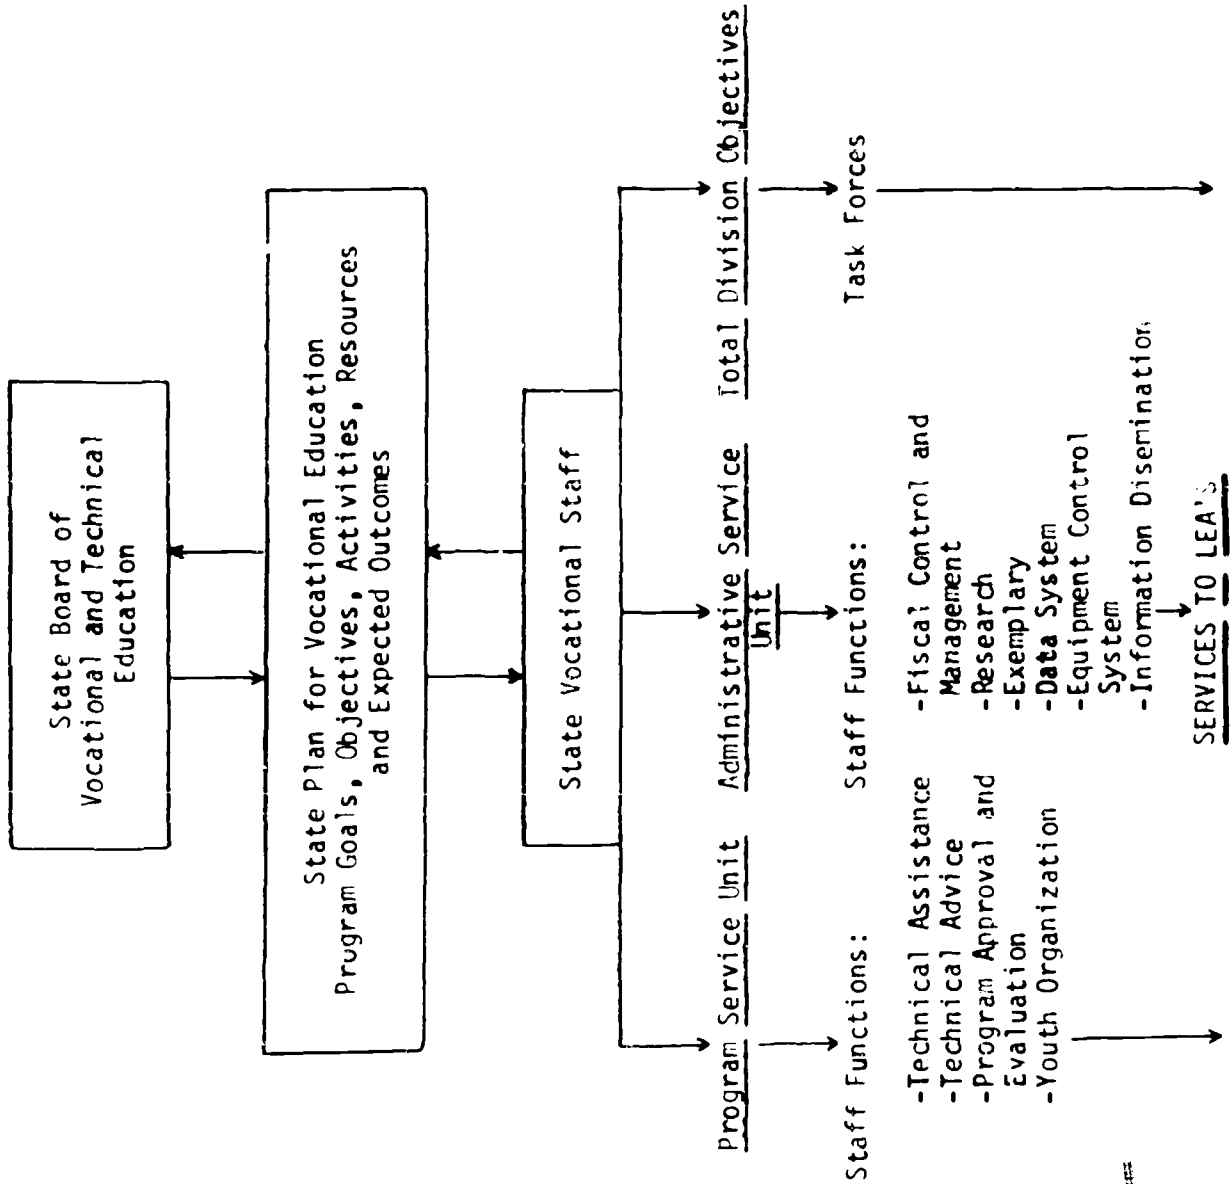 State Board of
Vocational and Technical
Education
State Plan for Vocational Education
Prugram Goals, Objectives, Activities, Resources
and Expected Outcomes
State Vocational Staff
Program Service Unit
Staff Functions:
-Technical Assistance
-Technical Advice
-Program Approval and
Evaluation
-Youth Organization
Administrative Service
Unit
Staff Functions:
-Fiscal Control and
Management
-Research
-Exemplary
-Data System
-Equipment Control
System
-Information Disemination
Total Division Objectives
Task Forces
SERVICES TO LEA'S